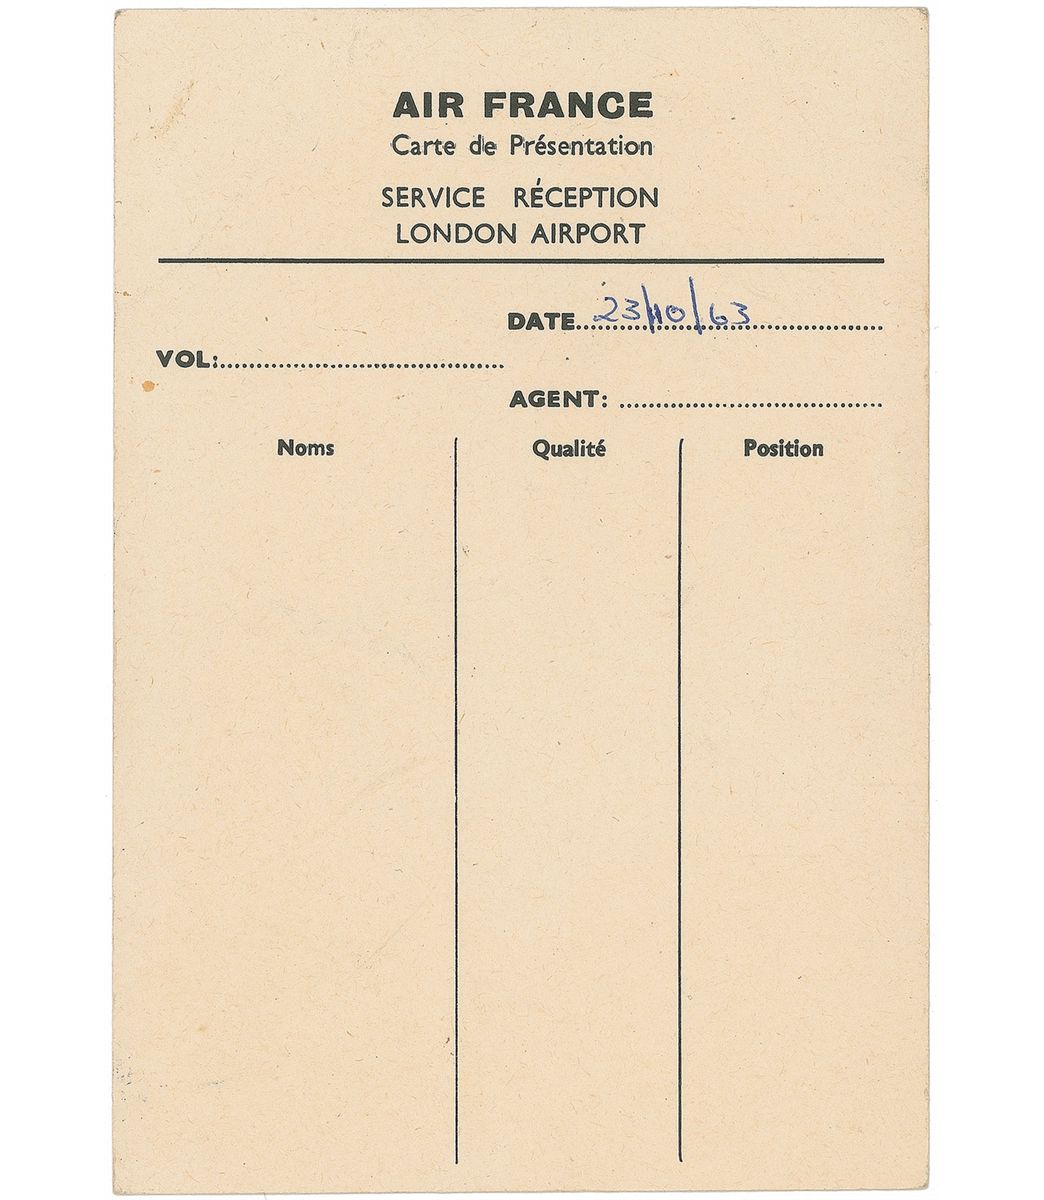 AIR FRANCE
Carte de Présentation
SERVICE RÉCEPTION
LONDON AIRPORT
DATE 23/10/63
VOL:
AGENT:
Noms Qualité Position